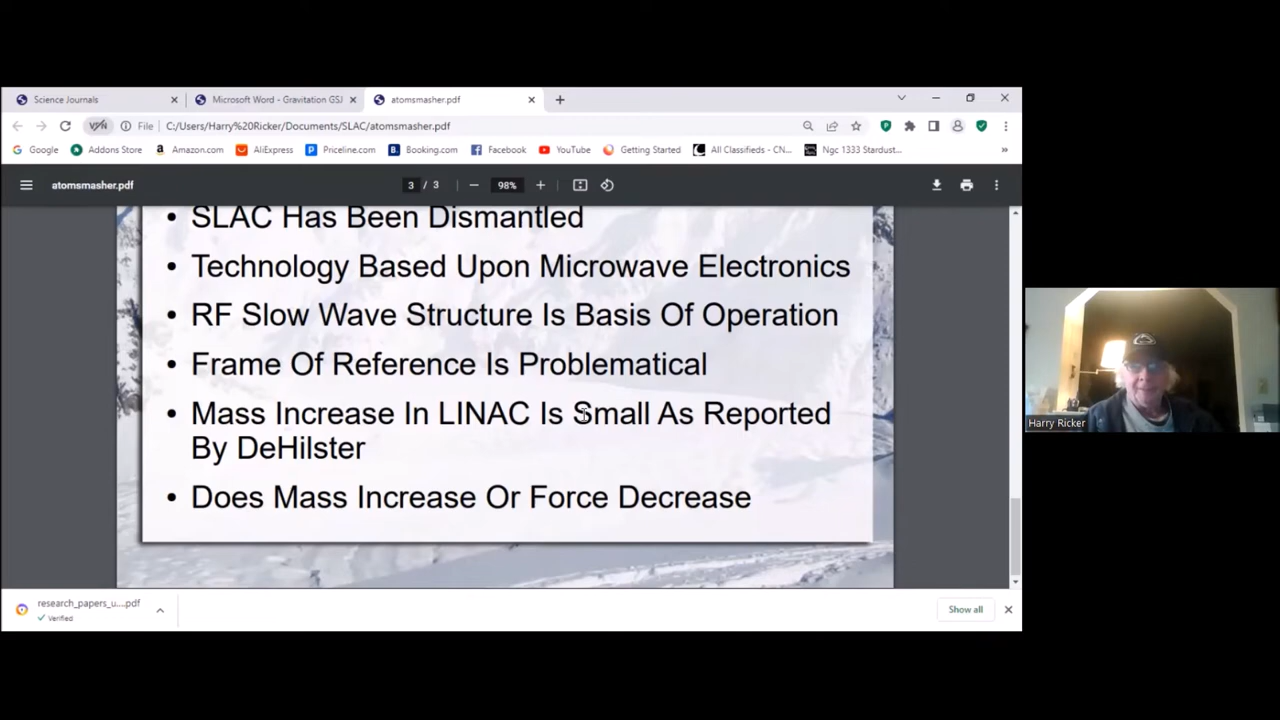 Science Journals
Microsoft Word - Gravitation GSJ
atomsmasher.pdf
VPN
File
C:/Users/Harry%20Ricker/Documents/SLAC/atomsmasher.pdf
Google
Addons Store
Amazon.com
AliExpress
Priceline.com
Booking.com
Facebook
YouTube
Getting Started
All Classifieds - CN...
Ngc 1333 Stardust...
»
atomsmasher.pdf
3 / 3
98%
• SLAC Has Been Dismantled
• Technology Based Upon Microwave Electronics
• RF Slow Wave Structure Is Basis Of Operation
• Frame Of Reference Is Problematical
• Mass Increase In LINAC Is Small As Reported
By DeHilster
• Does Mass Increase Or Force Decrease
Harry Ricker
research_papers_u....pdf
Verified
Show all